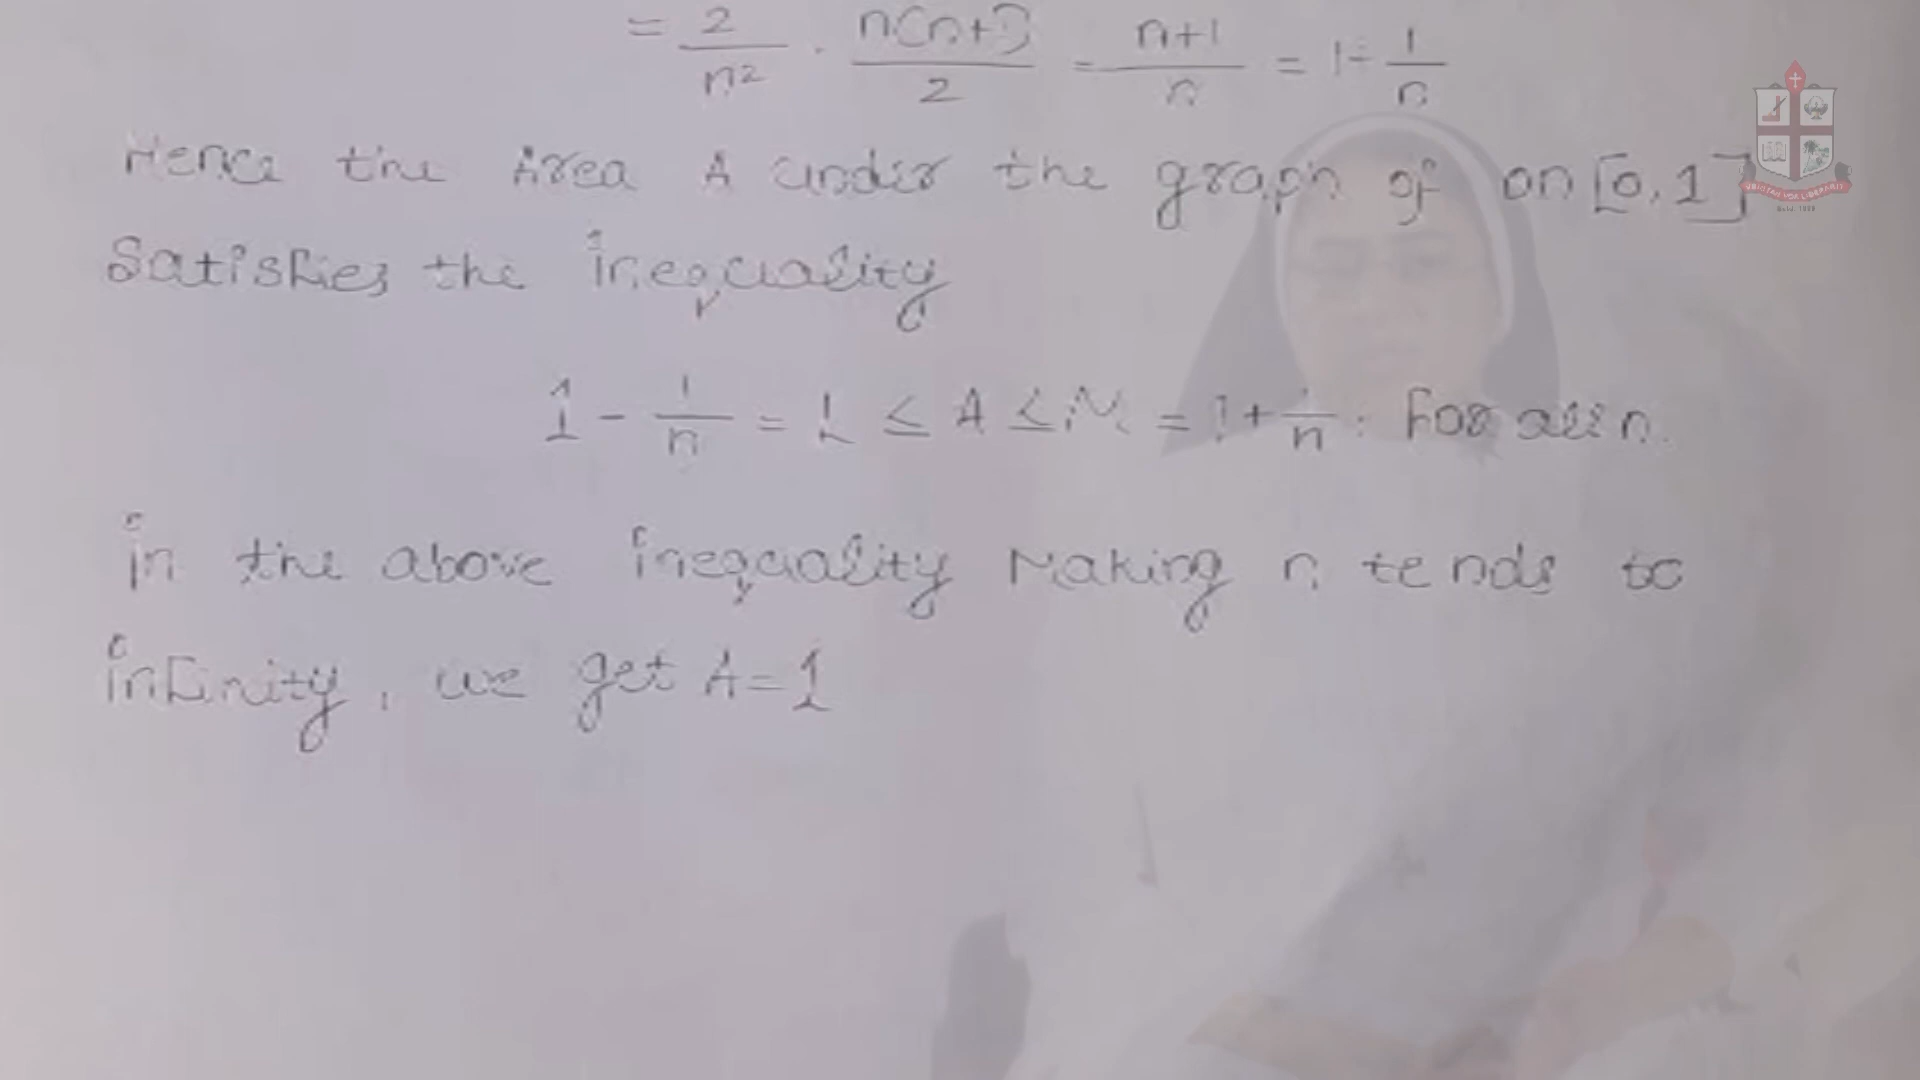 = 2/n² · n(n+1)/2 = n+1/n = 1+ 1/n
Hence the Area A under the graph of on [0,1]
satisfies the inequality
1 - 1/n = L ≤ A ≤ M = 1 + 1/n . For all n.
in the above inequality Making n tends to
infinity, we get A=1